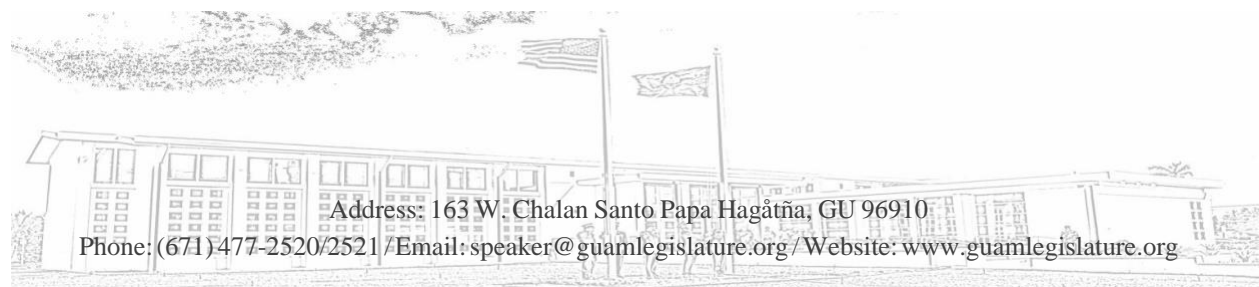 Address: 163 W. Chalan Santo Papa Hagåtña, GU 96910
Phone: (671) 477-2520/2521 / Email: speaker@guamlegislature.org / Website: www.guamlegislature.org